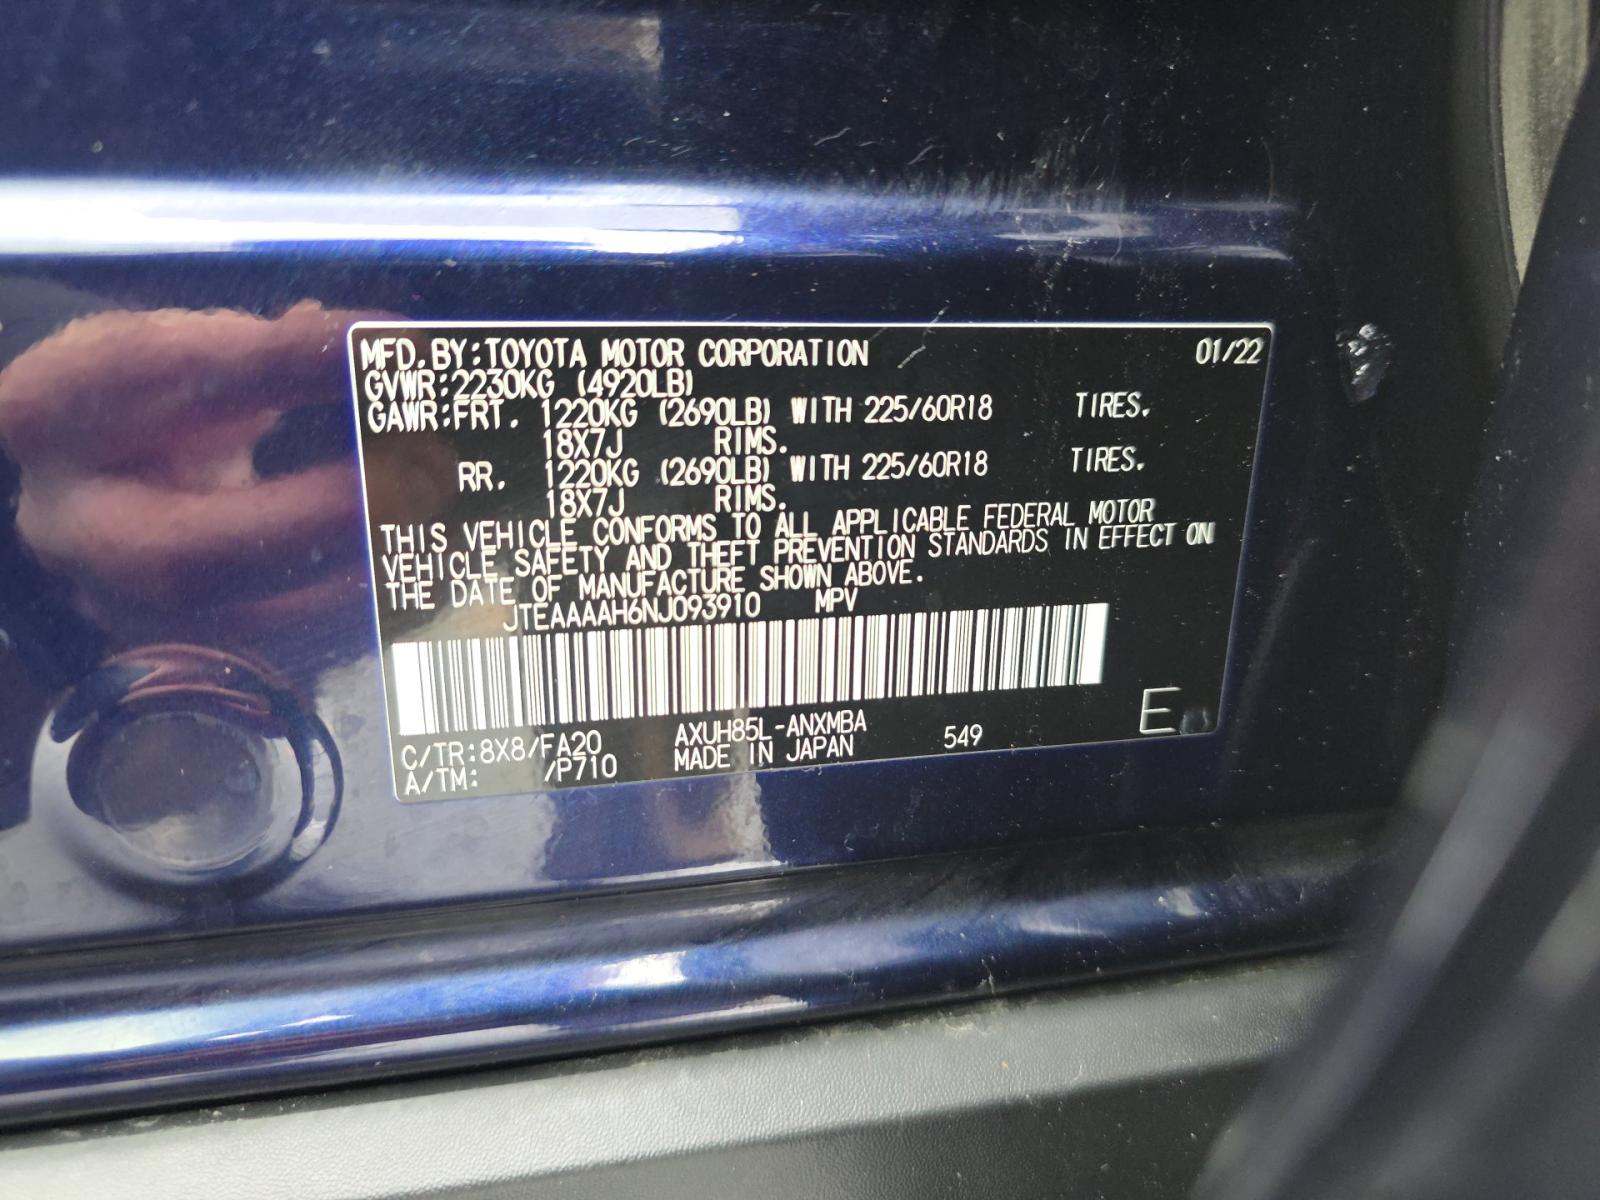 MFD. BY: TOYOTA MOTOR CORPORATION 01/22
GVWR: 2230KG (4920LB)
GAWR: FRT. 1220KG (2690LB) WITH 225/60R18 TIRES.
18X7J RIMS.
RR. 1220KG (2690LB) WITH 225/60R18 TIRES.
18X7J RIMS.
THIS VEHICLE CONFORMS TO ALL APPLICABLE FEDERAL MOTOR
VEHICLE SAFETY AND THEFT PREVENTION STANDARDS IN EFFECT ON
THE DATE OF MANUFACTURE SHOWN ABOVE.
JTEAAAAH6NJ093910 MPV
C/TR: 8X8/FA20 AXUH85L-ANXMBA 549 E
A/TM: /P710 MADE IN JAPAN